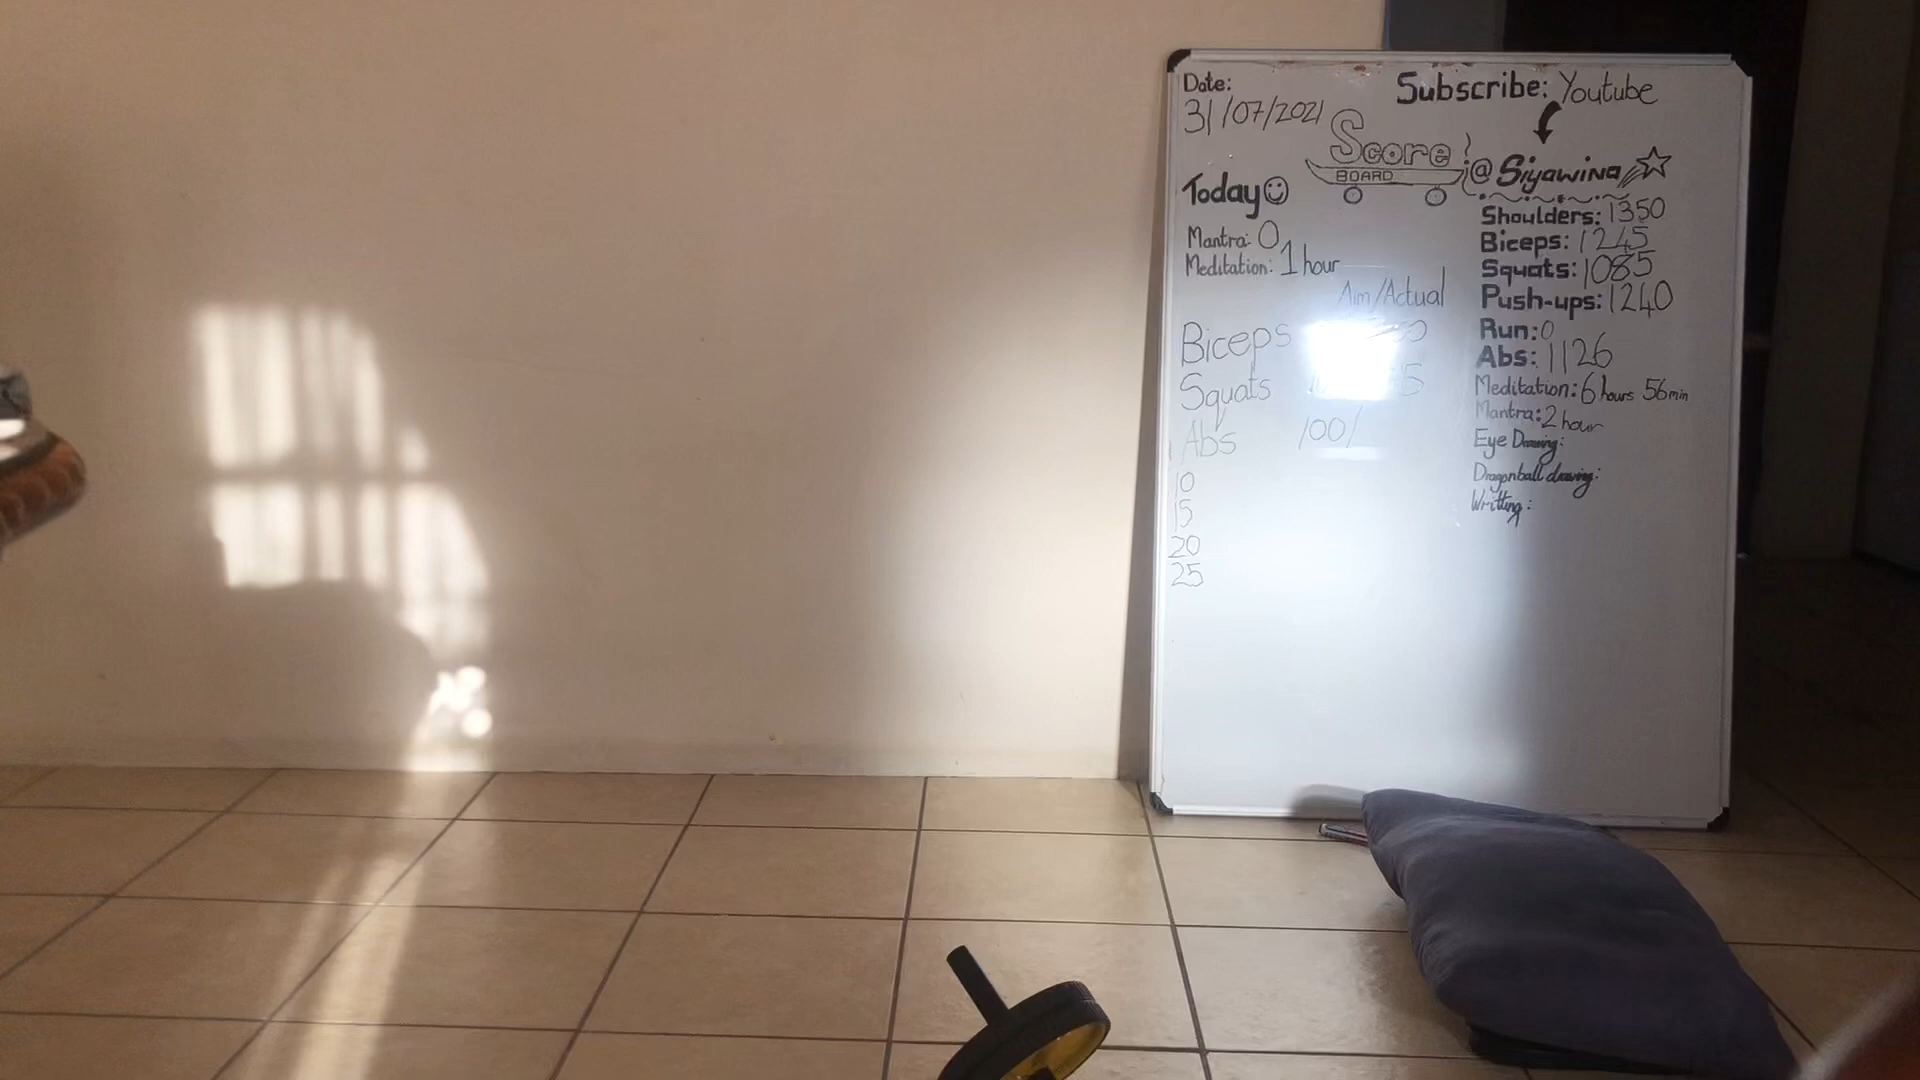 Date:
31/07/2021
Subscribe: Youtube
Score
BOARD
@ Siyawina
Today
Mantra: 0
Meditation: 1 hour
Aim/Actual
Biceps
Squats
Abs 100/
10
15
20
25
Shoulders: 1350
Biceps: 1245
Squats: 1085
Push-ups: 1240
Run: 0
Abs: 1126
Meditation: 6 hours 56min
Mantra: 2 hour
Eye Drawing:
Dragonball drawing:
Writting: